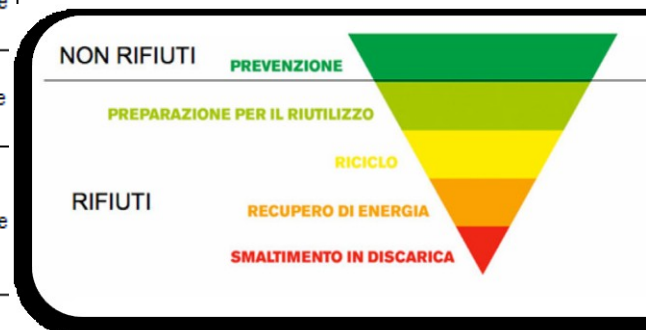 NON RIFIUTI
PREVENZIONE
PREPARAZIONE PER IL RIUTILIZZO
RICICLO
RIFIUTI
RECUPERO DI ENERGIA
SMALTIMENTO IN DISCARICA